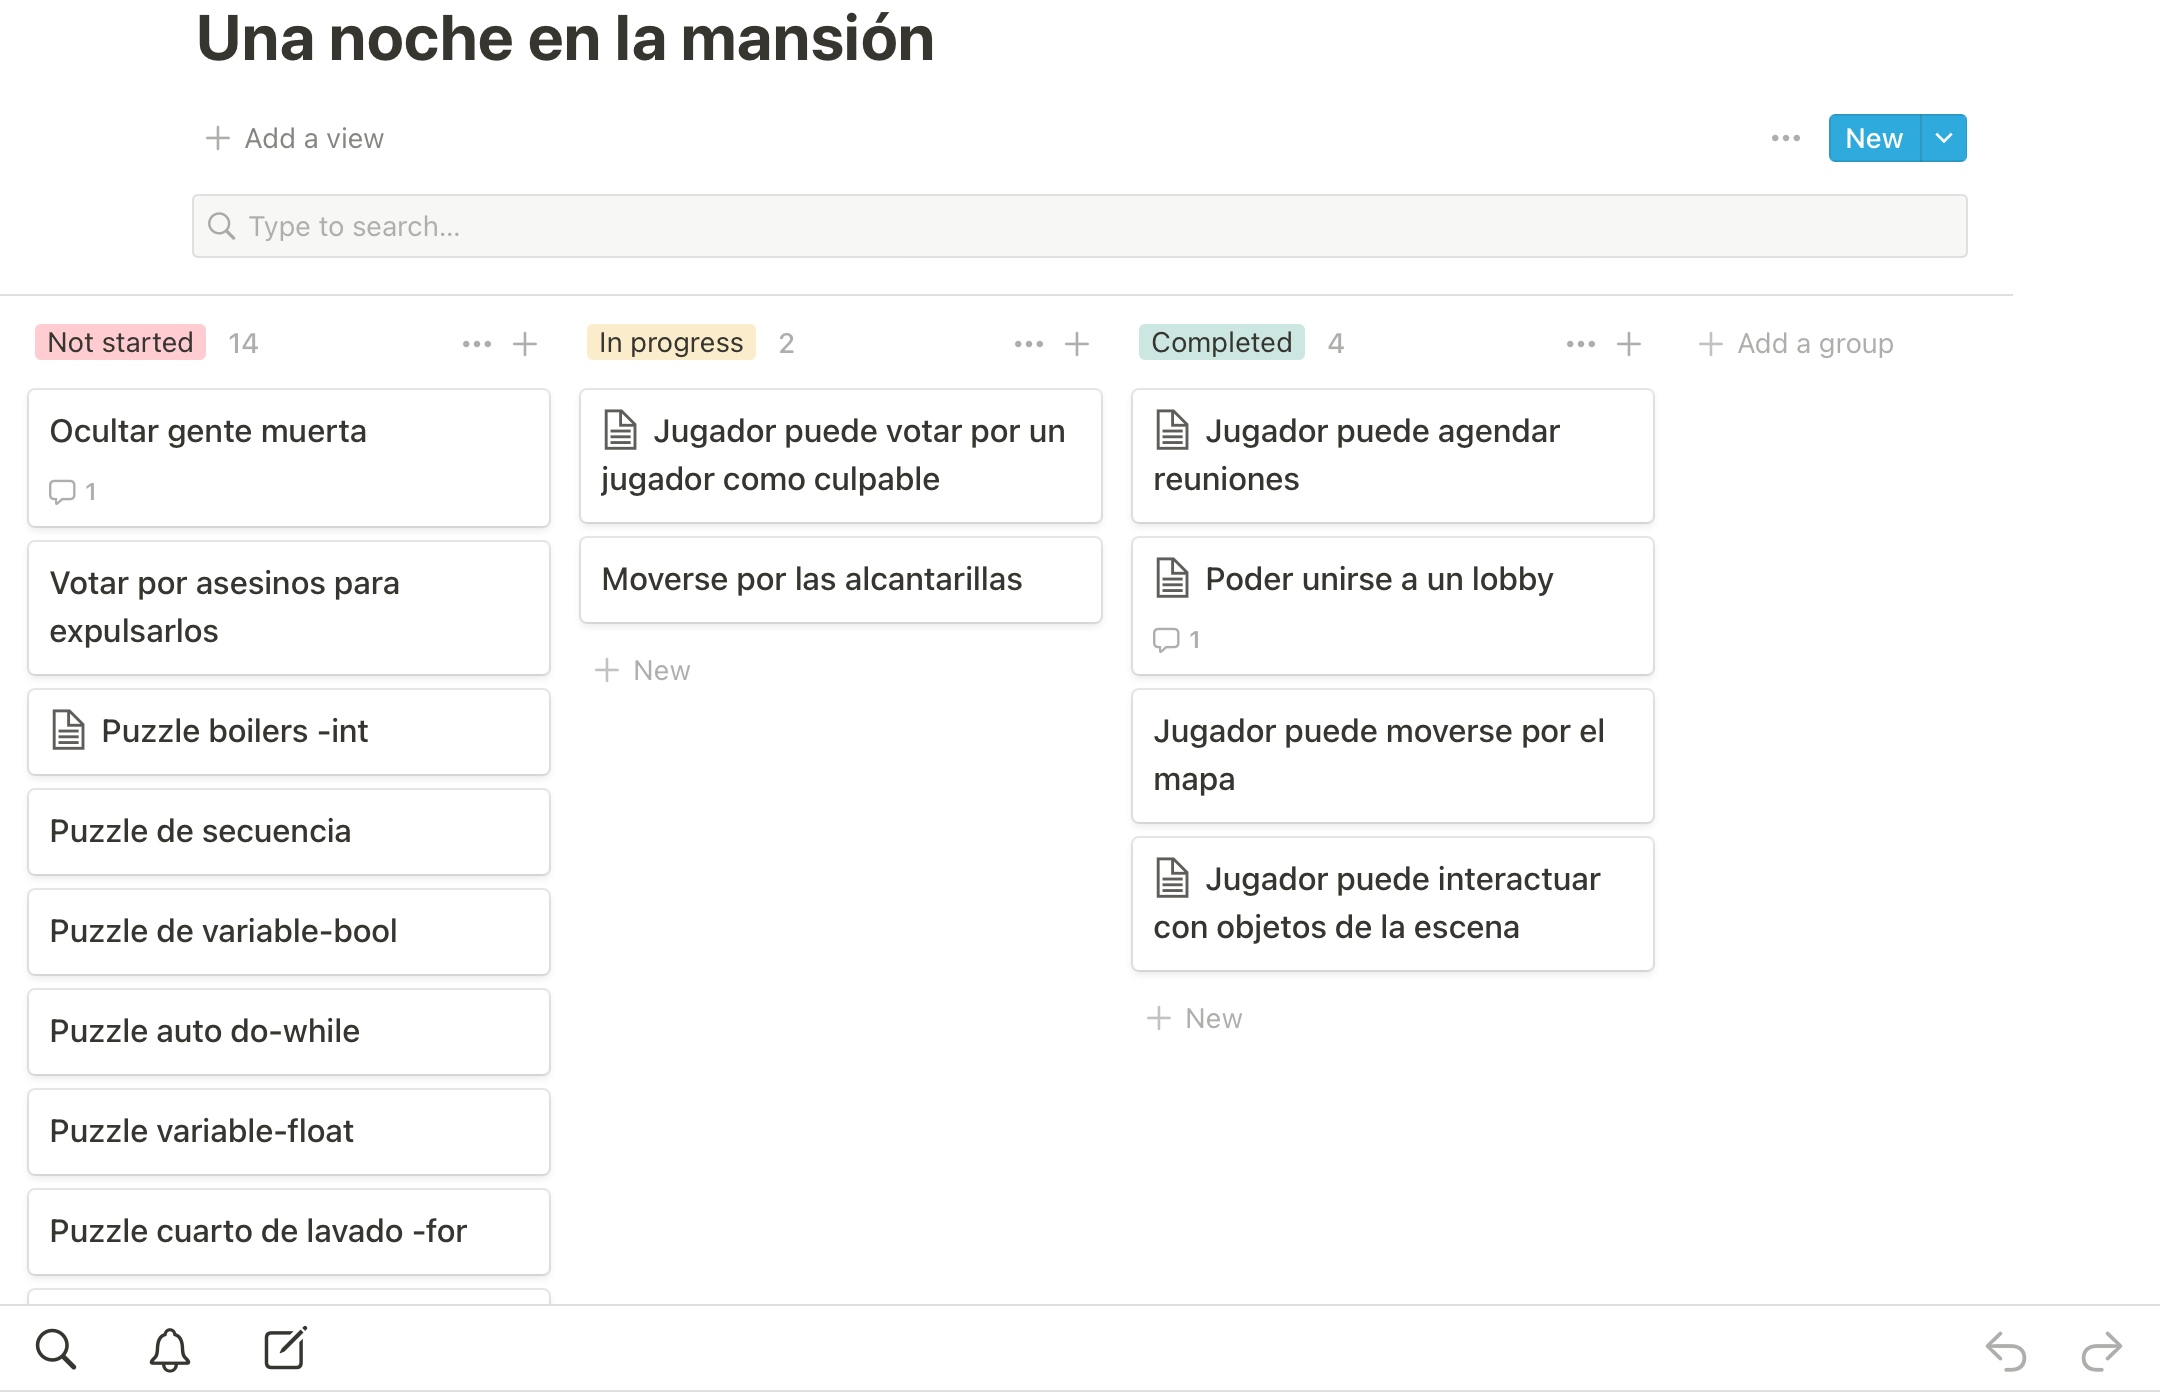 Una noche en la mansión
Add a view
New
Type to search...
Not started 14
Ocultar gente muerta
1
Votar por asesinos para
expulsarlos
Puzzle boilers -int
Puzzle de secuencia
Puzzle de variable-bool
Puzzle auto do-while
Puzzle variable-float
Puzzle cuarto de lavado -for
In progress 2
Jugador puede votar por un
jugador como culpable
Moverse por las alcantarillas
New
Completed 4
Jugador puede agendar
reuniones
Poder unirse a un lobby
1
Jugador puede moverse por el
mapa
Jugador puede interactuar
con objetos de la escena
New
Add a group